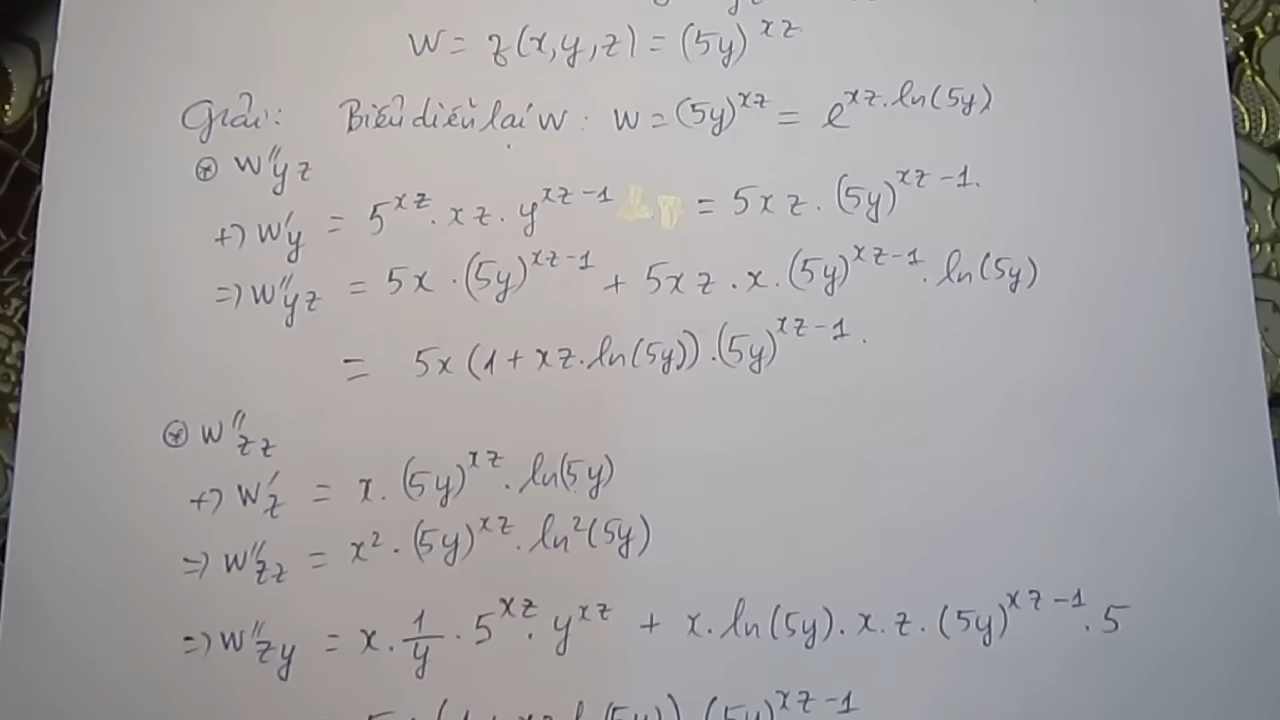 W = z(x,y,z) = (5y)^xz
Giải: Biểu diễn lại W: W = (5y)^xz = e^xz.ln(5y)
⊛ W''yz
+) W'y = 5^xz . xz . y^xz-1 = 5xz . (5y)^xz-1.
=) W''yz = 5x . (5y)^xz-1 + 5xz . x . (5y)^xz-1 . ln(5y)
= 5x (1 + xz.ln(5y)) . (5y)^xz-1.
⊛ W''zz
+) W'z = x . (5y)^xz . ln(5y)
=) W''zz = x² . (5y)^xz . ln²(5y)
=) W''zy = x . 1/y . 5^xz . y^xz + x . ln(5y) . x . z . (5y)^xz-1 . 5
(5y)^xz-1